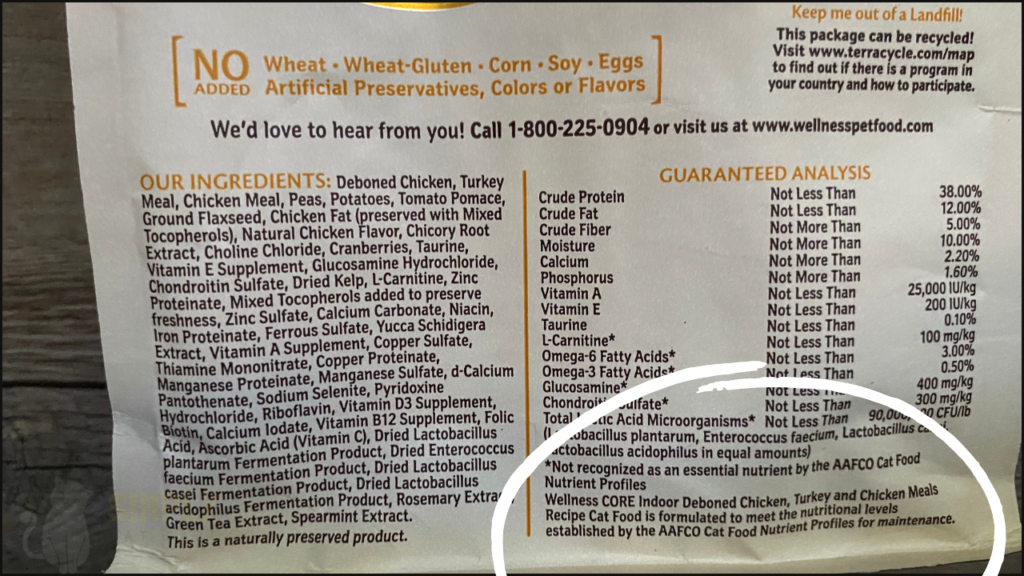 Keep me out of a Landfill!
This package can be recycled!
Visit www.terracycle.com/map
to find out if there is a program in
your country and how to participate.
NO ADDED
Wheat • Wheat-Gluten • Corn • Soy • Eggs
Artificial Preservatives, Colors or Flavors
We'd love to hear from you! Call 1-800-225-0904 or visit us at www.wellnesspetfood.com
OUR INGREDIENTS: Deboned Chicken, Turkey
Meal, Chicken Meal, Peas, Potatoes, Tomato Pomace,
Ground Flaxseed, Chicken Fat (preserved with Mixed
Tocopherols), Natural Chicken Flavor, Chicory Root
Extract, Choline Chloride, Cranberries, Taurine,
Vitamin E Supplement, Glucosamine Hydrochloride,
Chondroitin Sulfate, Dried Kelp, L-Carnitine, Zinc
Proteinate, Mixed Tocopherols added to preserve
freshness, Zinc Sulfate, Calcium Carbonate, Niacin,
Iron Proteinate, Ferrous Sulfate, Yucca Schidigera
Extract, Vitamin A Supplement, Copper Sulfate,
Thiamine Mononitrate, Copper Proteinate,
Manganese Proteinate, Manganese Sulfate, d-Calcium
Pantothenate, Sodium Selenite, Pyridoxine
Hydrochloride, Riboflavin, Vitamin D3 Supplement,
Biotin, Calcium Iodate, Vitamin B12 Supplement, Folic
Acid, Ascorbic Acid (Vitamin C), Dried Lactobacillus
plantarum Fermentation Product, Dried Enterococcus
faecium Fermentation Product, Dried Lactobacillus
casei Fermentation Product, Dried Lactobacillus
acidophilus Fermentation Product, Rosemary Extract,
Green Tea Extract, Spearmint Extract.
This is a naturally preserved product.
GUARANTEED ANALYSIS
Crude Protein Not Less Than 38.00%
Crude Fat Not Less Than 12.00%
Crude Fiber Not More Than 5.00%
Moisture Not More Than 10.00%
Calcium Not More Than 2.20%
Phosphorus Not More Than 1.60%
Vitamin A Not Less Than 25,000 IU/kg
Vitamin E Not Less Than 200 IU/kg
Taurine Not Less Than 0.10%
L-Carnitine* Not Less Than 100 mg/kg
Omega-6 Fatty Acids* Not Less Than 3.00%
Omega-3 Fatty Acids* Not Less Than 0.50%
Glucosamine* Not Less Than 400 mg/kg
Chondroitin Sulfate* Not Less Than 300 mg/kg
Total Acid Microorganisms* Not Less Than CFU/lb
(Lactobacillus plantarum, Enterococcus faecium, Lactobacillus
Lactobacillus acidophilus in equal amounts)
*Not recognized as an essential nutrient by the AAFCO Cat Food
Nutrient Profiles
Wellness CORE Indoor Deboned Chicken, Turkey and Chicken Meals
Recipe Cat Food is formulated to meet the nutritional levels
established by the AAFCO Cat Food Nutrient Profiles for maintenance.